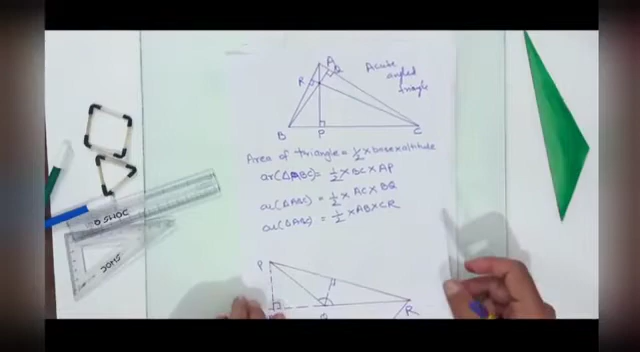 A
Q
R
B
P
C
Acute
angled
triangle
Area of triangle = 1/2 × base × altitude
ar(△ABC) = 1/2 × BC × AP
ar(△ABC) = 1/2 × AC × BQ
ar(△ABC) = 1/2 × AB × CR
P
Q
R